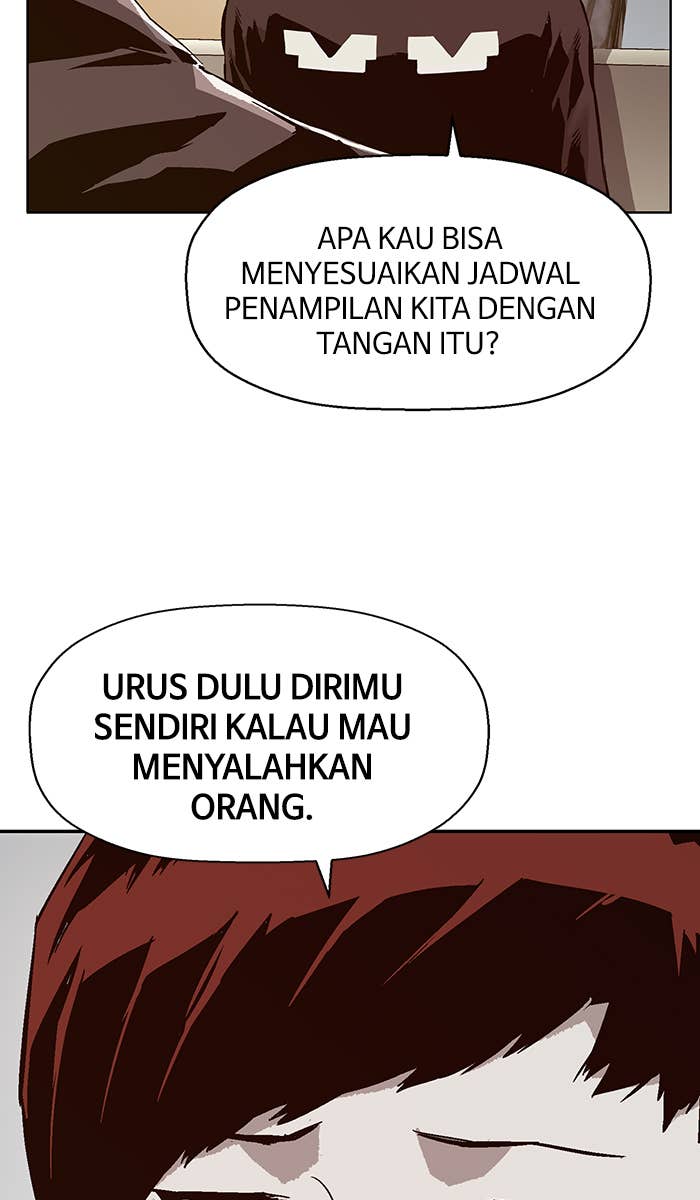 APA KAU BISA
MENYESUAIKAN JADWAL
PENAMPILAN KITA DENGAN
TANGAN ITU?
URUS DULU DIRIMU
SENDIRI KALAU MAU
MENYALAHKAN
ORANG.